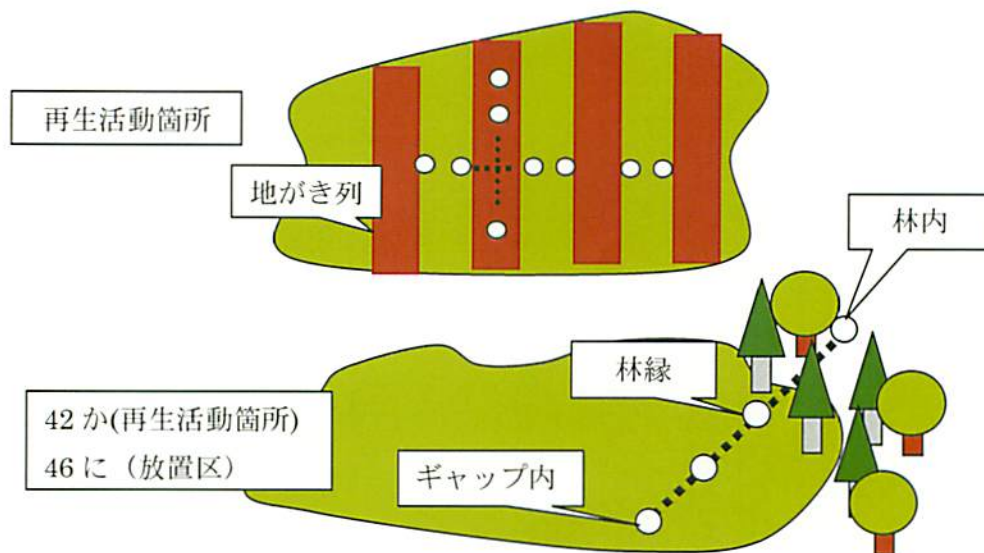 再生活動箇所
地がき列
林内
林縁
42 か(再生活動箇所)
46 に（放置区）
ギャップ内